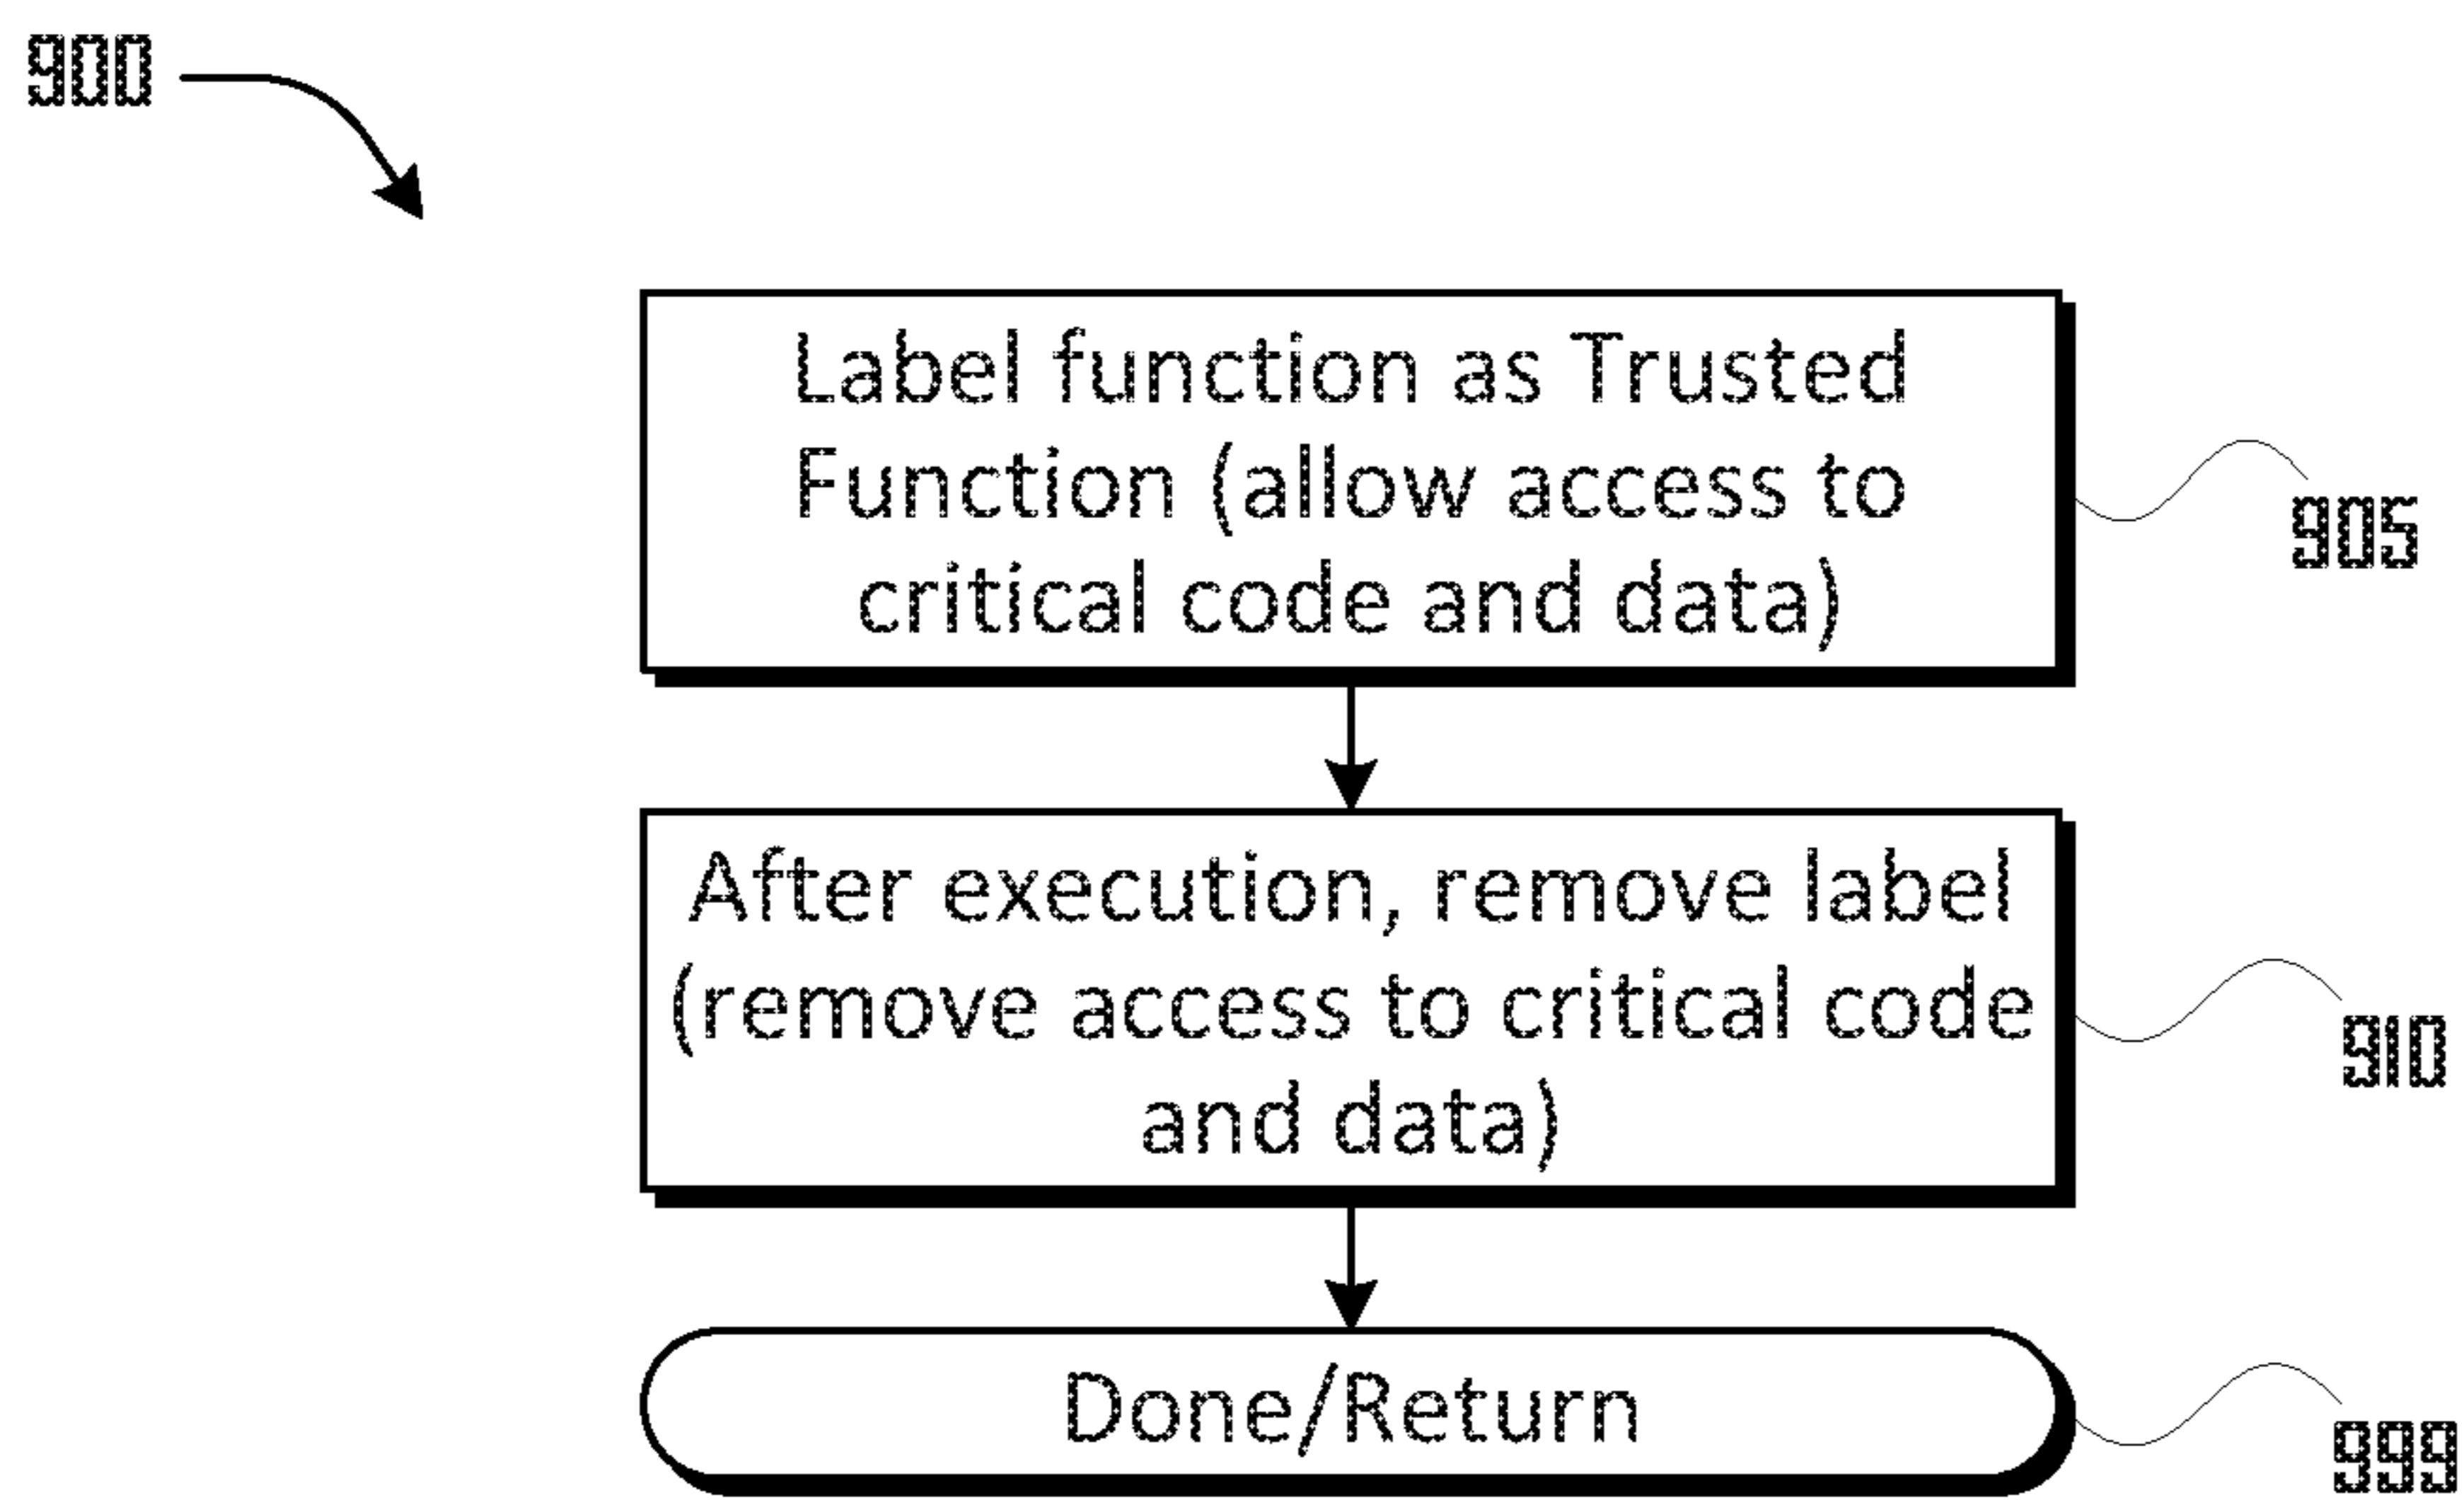 900
Label function as Trusted
Function (allow access to
critical code and data)
905
After execution, remove label
(remove access to critical code
and data)
910
Done/Return
999